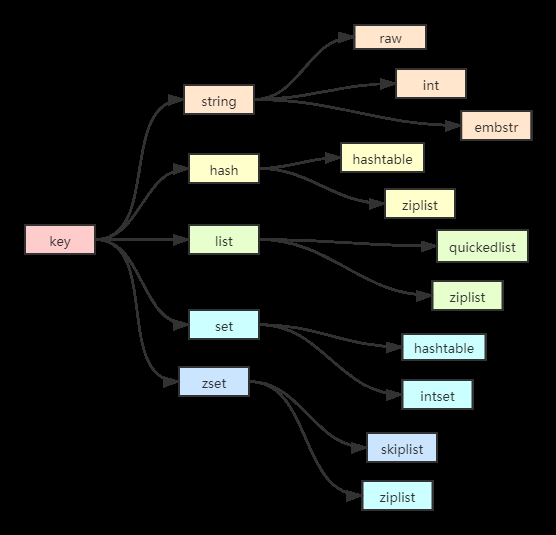 raw
string
int
embstr
hashtable
hash
ziplist
key
list
quickedlist
ziplist
set
hashtable
zset
intset
skiplist
ziplist